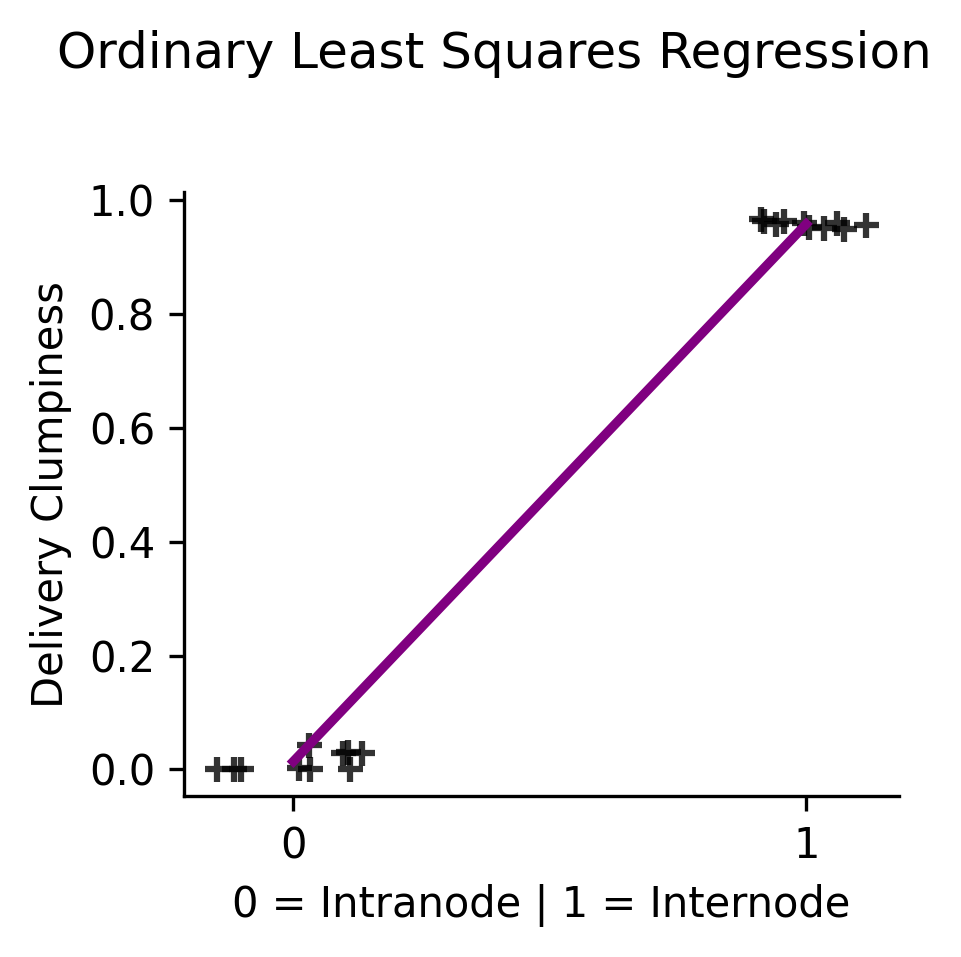 Ordinary Least Squares Regression
1.0
0.8
0.6
0.4
0.2
0.0
Delivery Clumpiness
0
1
0 = Intranode | 1 = Internode